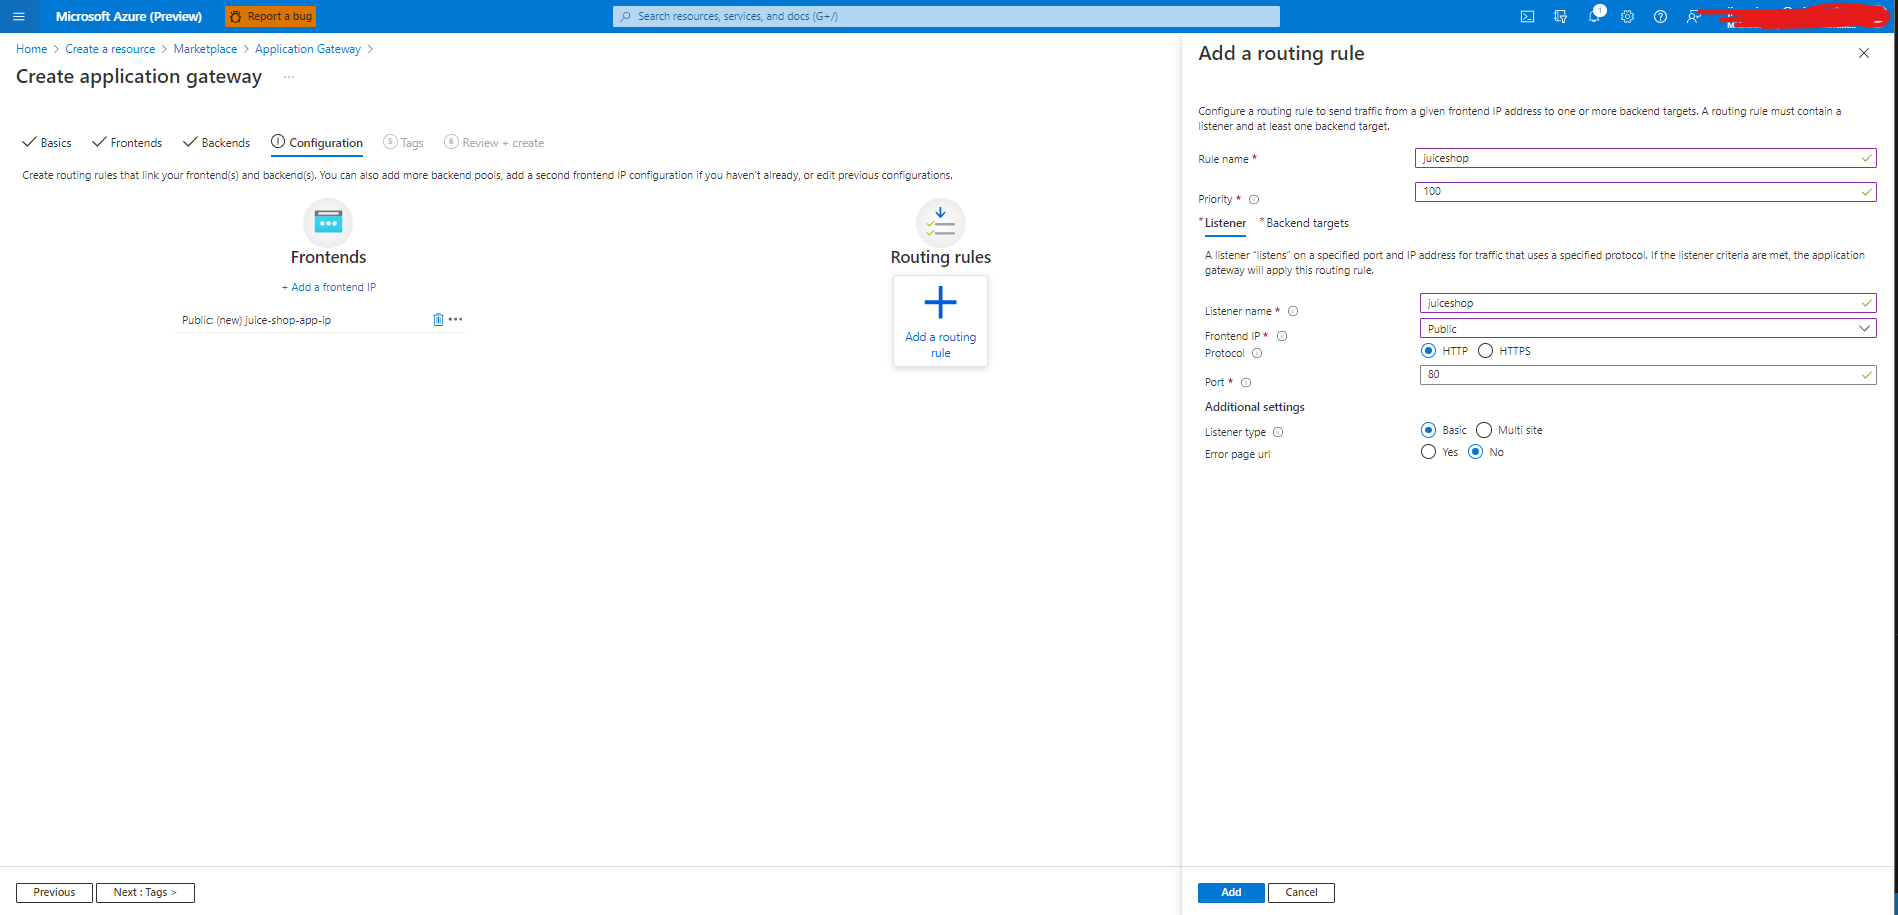 Microsoft Azure (Preview)
Report a bug
Search resources, services, and docs (G+/)
1
Home > Create a resource > Marketplace > Application Gateway >
Create application gateway ...
Basics
Frontends
Backends
Configuration
5 Tags
6 Review + create
Create routing rules that link your frontend(s) and backend(s). You can also add more backend pools, add a second frontend IP configuration if you haven't already, or edit previous configurations.
Frontends
+ Add a frontend IP
Public: (new) juice-shop-app-ip
Routing rules
Add a routing
rule
Previous
Next : Tags >
Add a routing rule
Configure a routing rule to send traffic from a given frontend IP address to one or more backend targets. A routing rule must contain a
listener and at least one backend target.
Rule name *
juiceshop
Priority *
100
* Listener
* Backend targets
A listener "listens" on a specified port and IP address for traffic that uses a specified protocol. If the listener criteria are met, the application
gateway will apply this routing rule.
Listener name *
juiceshop
Frontend IP *
Public
Protocol
HTTP
HTTPS
Port *
80
Additional settings
Listener type
Basic
Multi site
Error page url
Yes
No
Add
Cancel